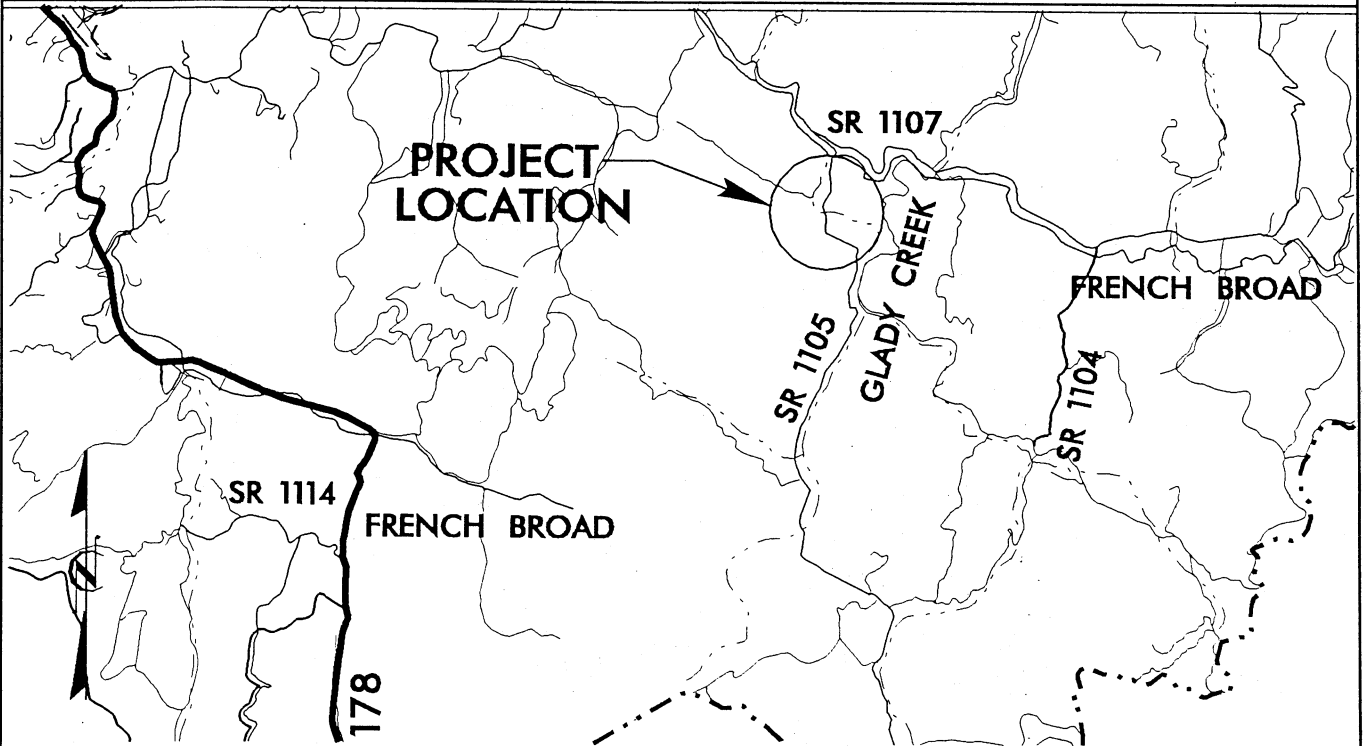 SR 1107
PROJECT
LOCATION
GLADY CREEK
FRENCH BROAD
SR 1105
SR 1104
SR 1114
FRENCH BROAD
178
N